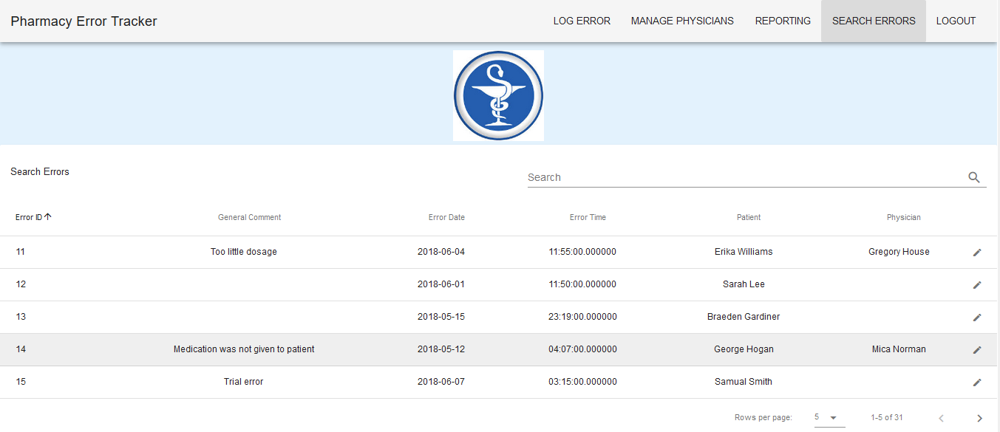 Pharmacy Error Tracker LOG ERROR MANAGE PHYSICIANS REPORTING SEARCH ERRORS LOGOUT
Search Errors Search
Error ID General Comment Error Date Error Time Patient Physician
11 Too little dosage 2018-06-04 11:55:00.000000 Erika Williams Gregory House
12 2018-06-01 11:50:00.000000 Sarah Lee
13 2018-05-15 23:19:00.000000 Braeden Gardiner
14 Medication was not given to patient 2018-05-12 04:07:00.000000 George Hogan Mica Norman
15 Trial error 2018-06-07 03:15:00.000000 Samual Smith
Rows per page: 5 1-5 of 31